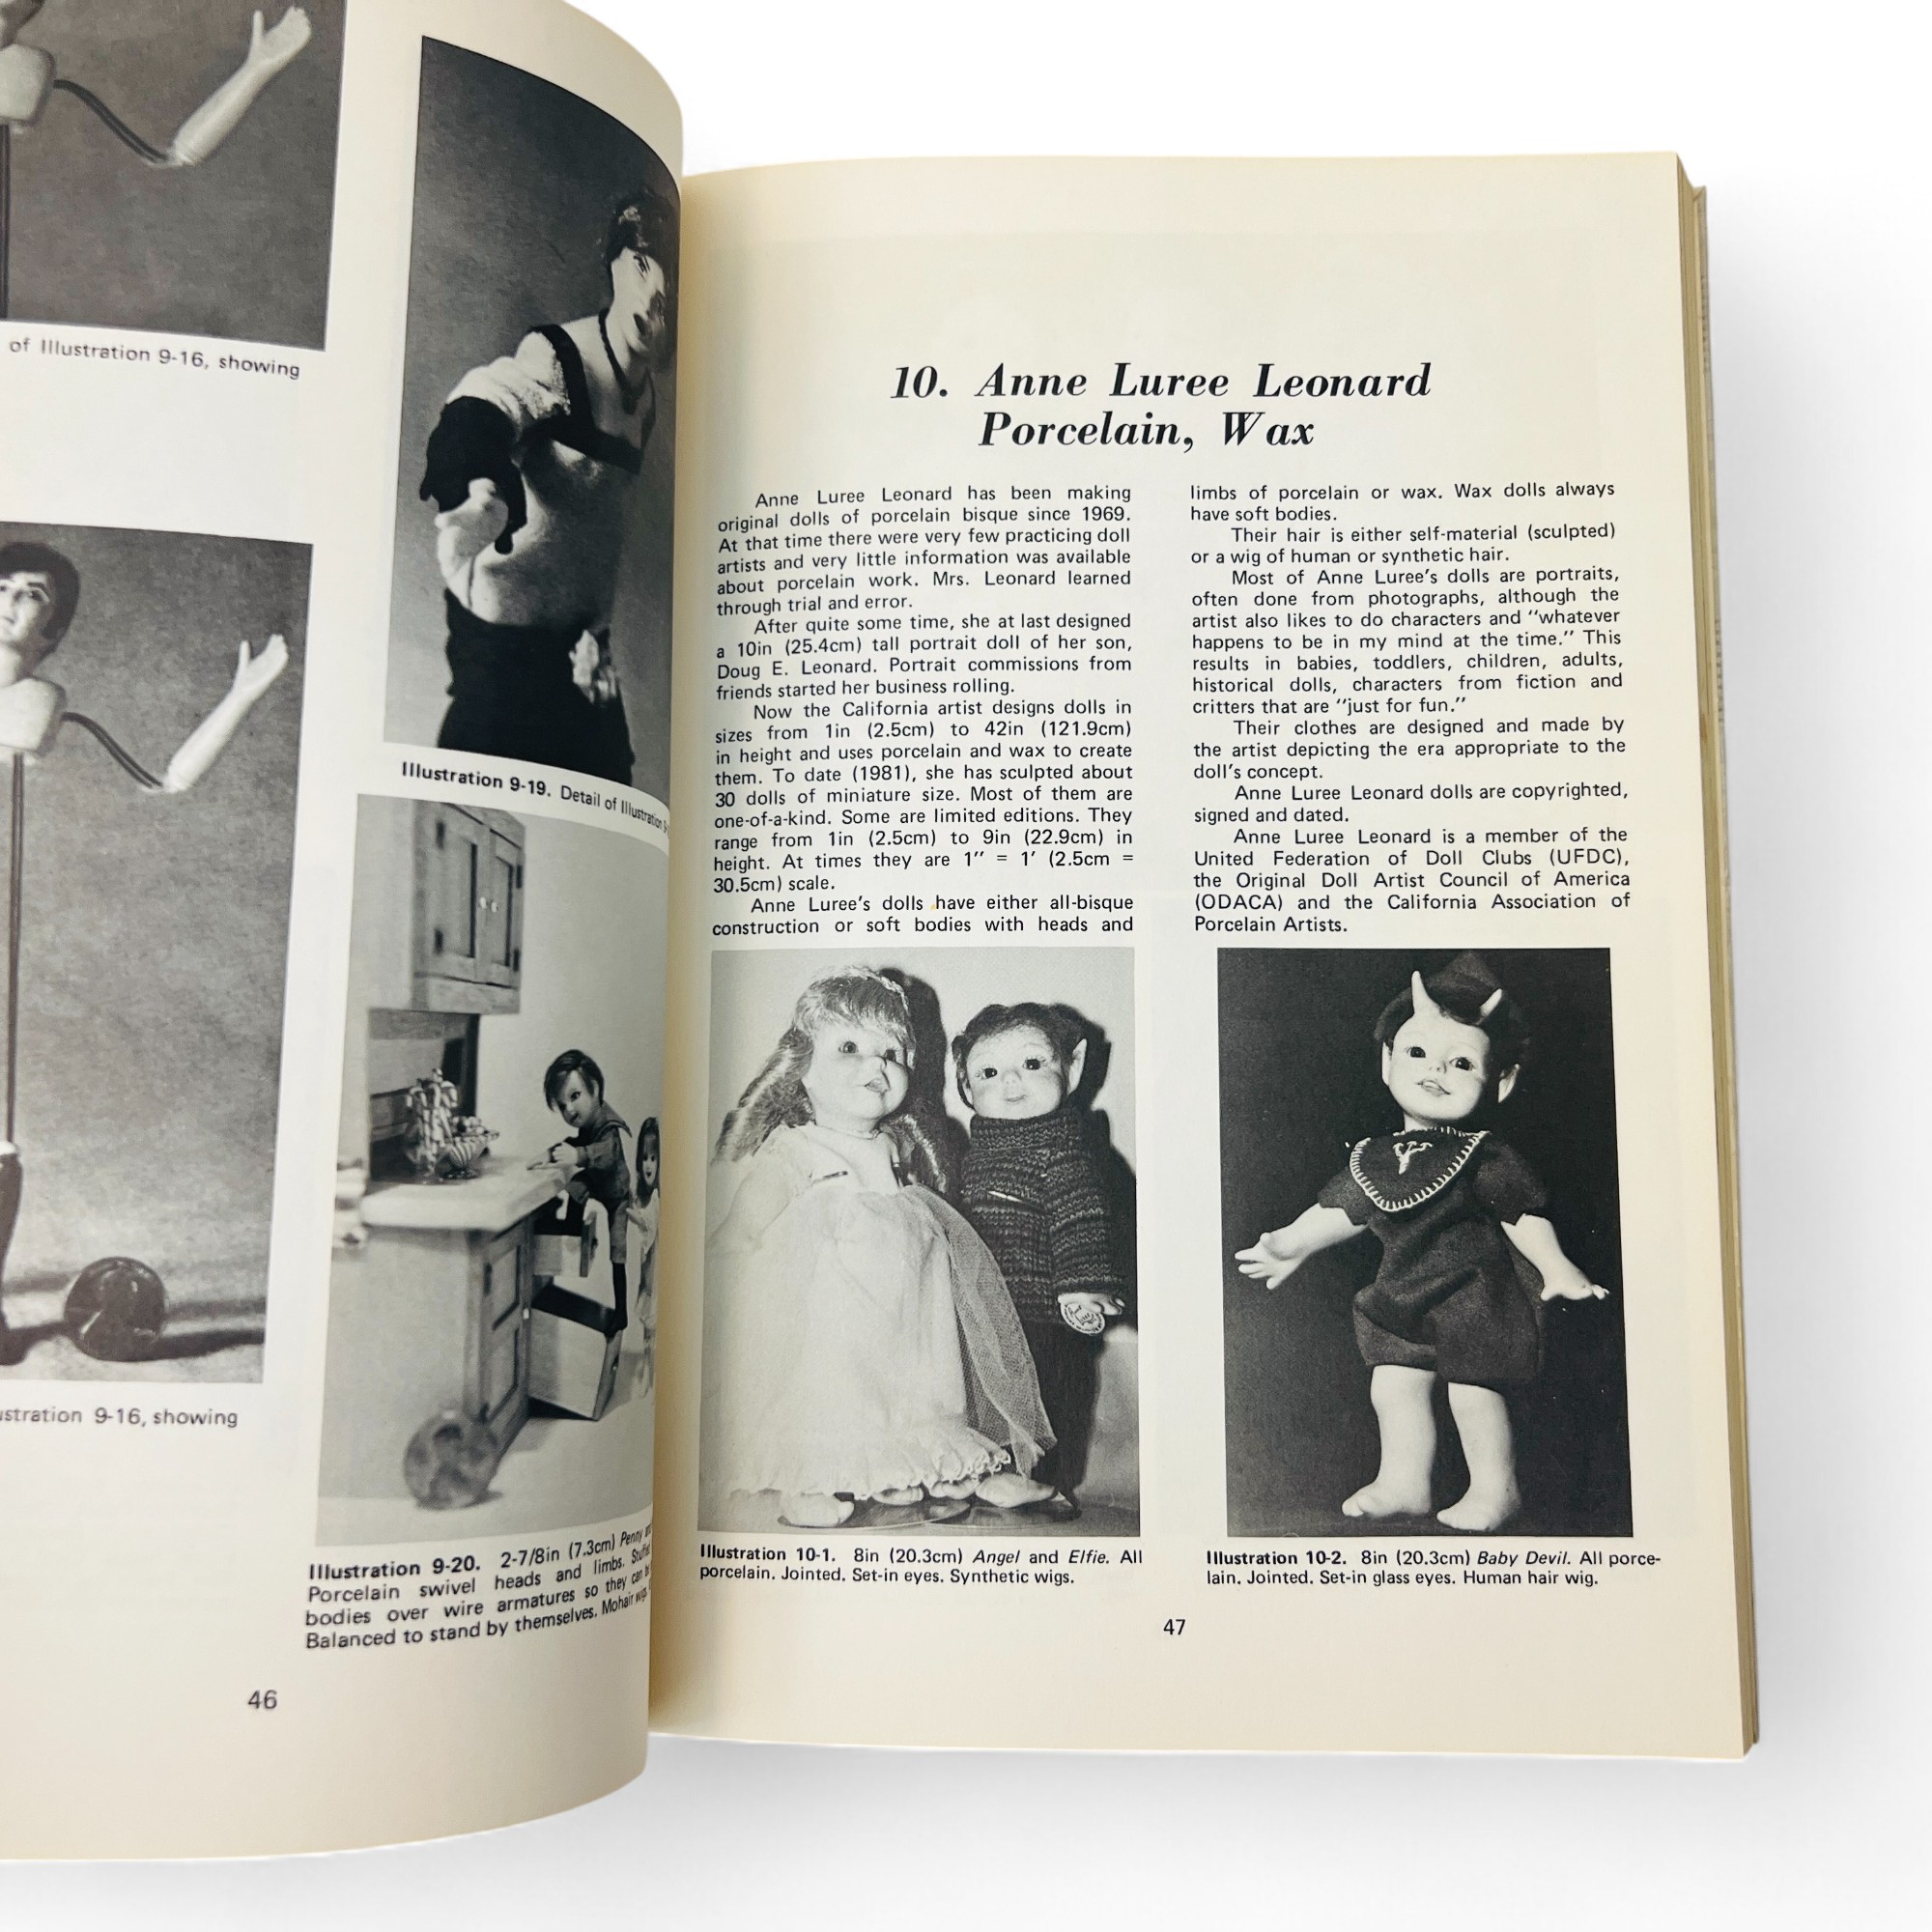 of Illustration 9-16, showing
ustration 9-16, showing
Illustration 9-19. Detail of Illustration
Illustration 9-20. 2-7/8in (7.3cm) Penny
Porcelain swivel heads and limbs.
bodies over wire armatures so they can
Balanced to stand by themselves. Mohair wigs
46
10. Anne Luree Leonard
Porcelain, Wax
Anne Luree Leonard has been making
original dolls of porcelain bisque since 1969.
At that time there were very few practicing doll
artists and very little information was available
about porcelain work. Mrs. Leonard learned
through trial and error.
After quite some time, she at last designed
a 10in (25.4cm) tall portrait doll of her son,
Doug E. Leonard. Portrait commissions from
friends started her business rolling.
Now the California artist designs dolls in
sizes from 1in (2.5cm) to 42in (121.9cm)
in height and uses porcelain and wax to create
them. To date (1981), she has sculpted about
30 dolls of miniature size. Most of them are
one-of-a-kind. Some are limited editions. They
range from 1in (2.5cm) to 9in (22.9cm) in
height. At times they are 1'' = 1' (2.5cm =
30.5cm) scale.
Anne Luree's dolls have either all-bisque
construction or soft bodies with heads and
limbs of porcelain or wax. Wax dolls always
have soft bodies.
Their hair is either self-material (sculpted)
or a wig of human or synthetic hair.
Most of Anne Luree's dolls are portraits,
often done from photographs, although the
artist also likes to do characters and "whatever
happens to be in my mind at the time." This
results in babies, toddlers, children, adults,
historical dolls, characters from fiction and
critters that are "just for fun."
Their clothes are designed and made by
the artist depicting the era appropriate to the
doll's concept.
Anne Luree Leonard dolls are copyrighted,
signed and dated.
Anne Luree Leonard is a member of the
United Federation of Doll Clubs (UFDC),
the Original Doll Artist Council of America
(ODACA) and the California Association of
Porcelain Artists.
Illustration 10-1. 8in (20.3cm) Angel and Elfie. All
porcelain. Jointed. Set-in eyes. Synthetic wigs.
Illustration 10-2. 8in (20.3cm) Baby Devil. All porce-
lain. Jointed. Set-in glass eyes. Human hair wig.
47